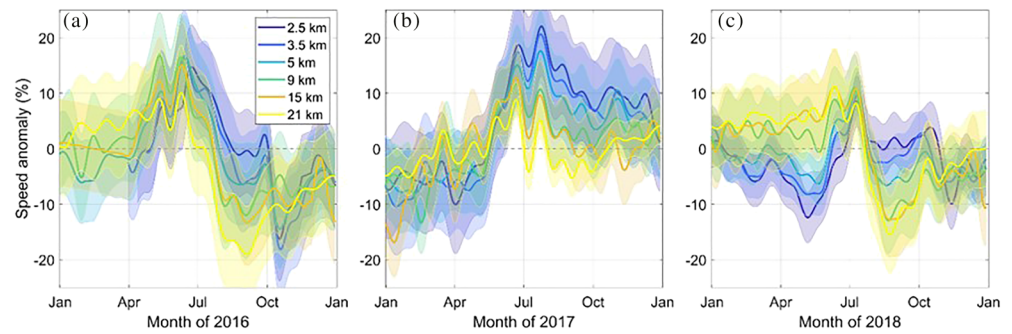 (a)
2.5 km
3.5 km
5 km
9 km
15 km
21 km
Speed anomaly (%)
20
10
0
-10
-20
Jan Apr Jul Oct Jan
Month of 2016
(b)
20
10
0
-10
-20
Jan Apr Jul Oct Jan
Month of 2017
(c)
20
10
0
-10
-20
Jan Apr Jul Oct Jan
Month of 2018